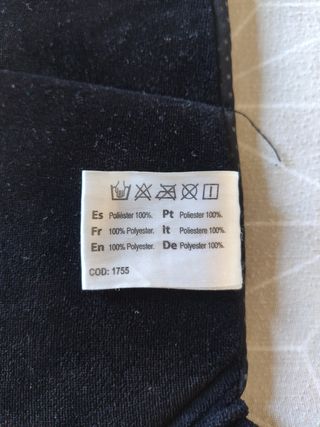 Es Poliéster 100%. Pt Poliester 100%.
Fr 100% Polyester. It Poliestere 100%.
En 100% Polyester. De Polyester 100%.
COD: 1755